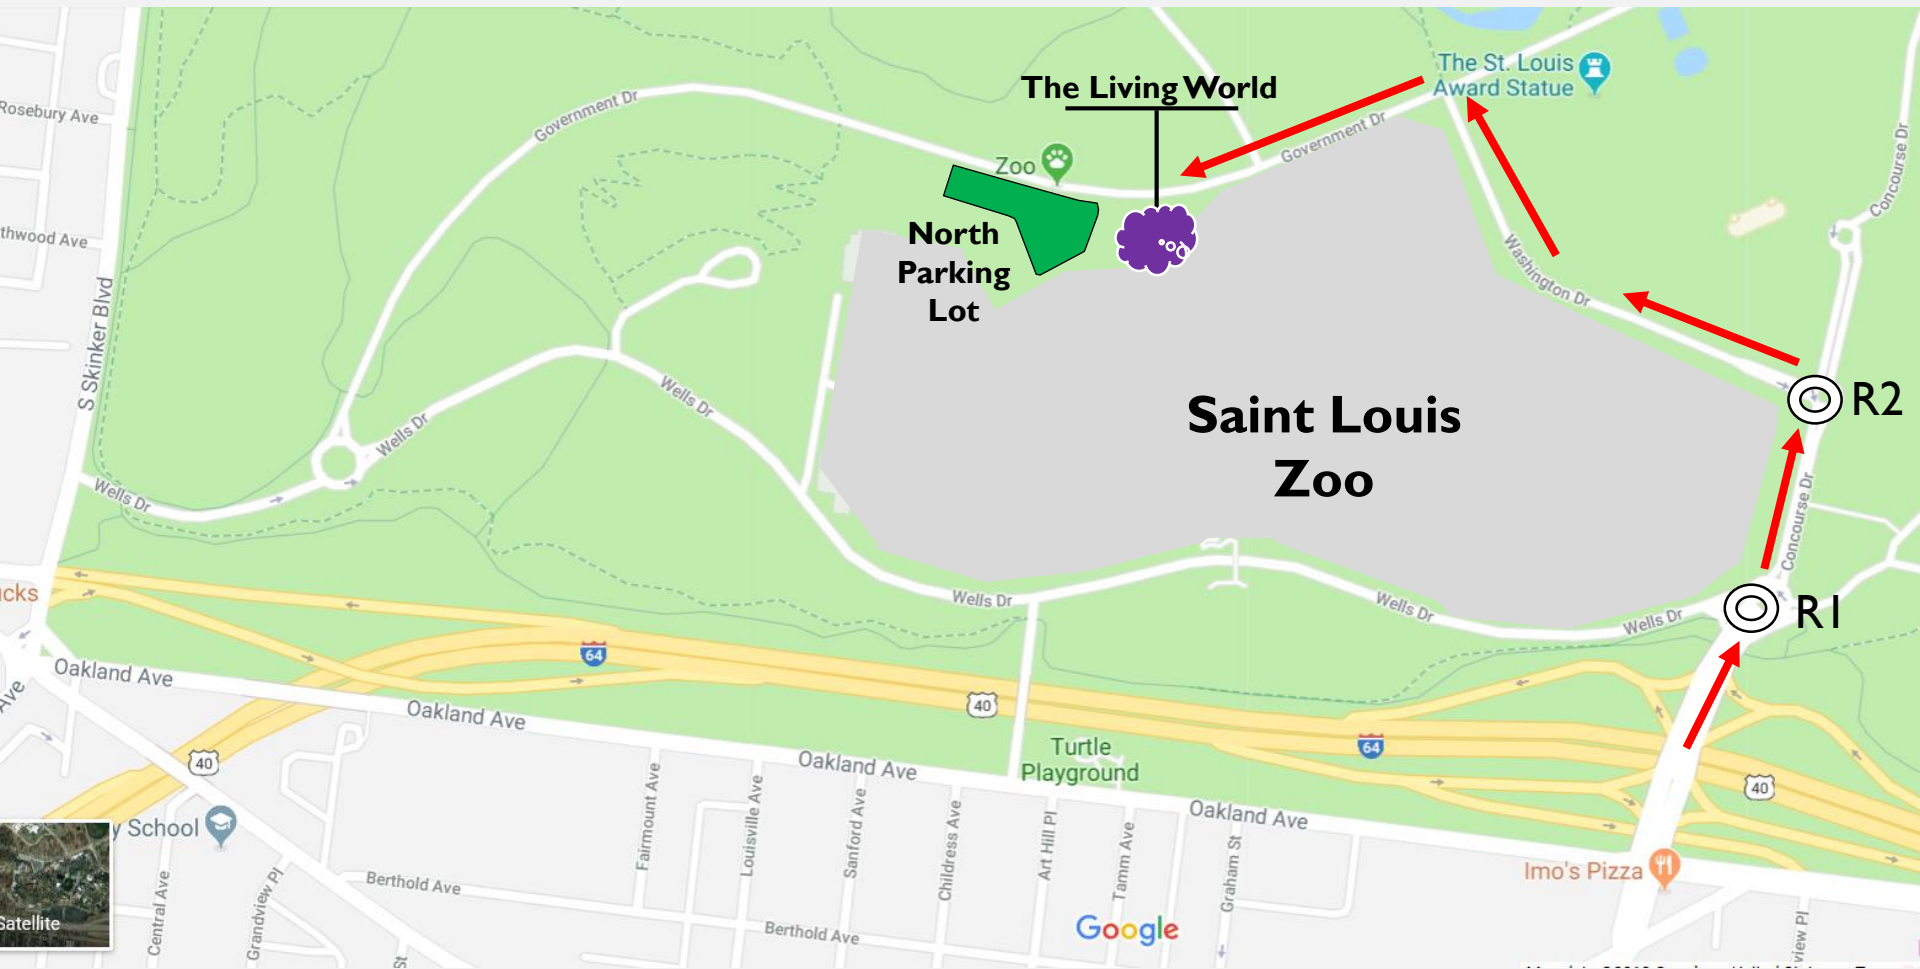 The Living World
The St. Louis
Award Statue
Rosebury Ave
Government Dr
Government Dr
Concourse Dr
Zoo
North
Parking
Lot
S Skinker Blvd
Washington Dr
Wells Dr
Wells Dr
Wells Dr
Saint Louis
Zoo
R2
Concourse Dr
Wells Dr
Wells Dr
Wells Dr
R1
64
40
64
40
40
Oakland Ave
Oakland Ave
Oakland Ave
Oakland Ave
Turtle
Playground
School
Fairmount Ave
Louisville Ave
Sanford Ave
Childress Ave
Art Hill Pl
Tamm Ave
Graham St
Imo's Pizza
Berthold Ave
Berthold Ave
Central Ave
Grandview Pl
Satellite
Google